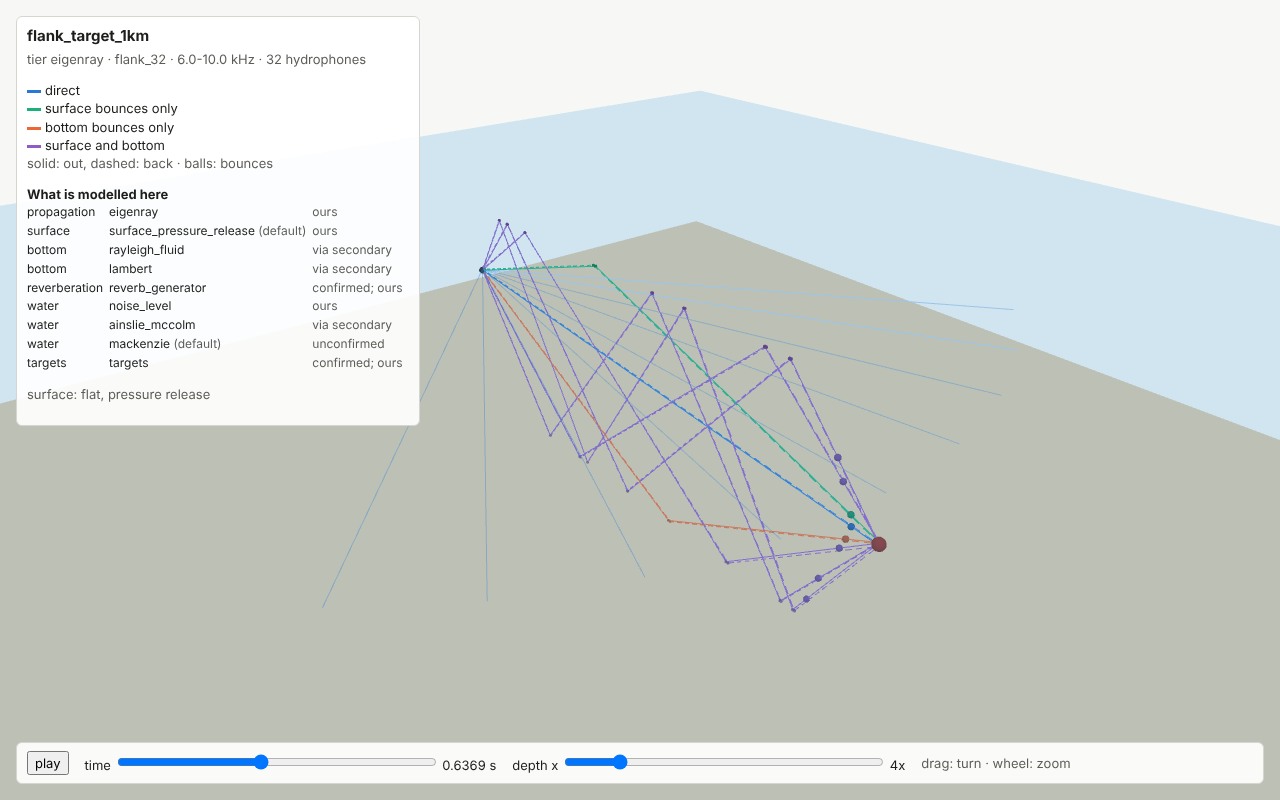 flank_target_1km
tier eigenray · flank_32 · 6.0-10.0 kHz · 32 hydrophones
direct
surface bounces only
bottom bounces only
surface and bottom
solid: out, dashed: back · balls: bounces
What is modelled here
propagation eigenray ours
surface surface_pressure_release (default) ours
bottom rayleigh_fluid via secondary
bottom lambert via secondary
reverberation reverb_generator confirmed; ours
water noise_level ours
water ainslie_mccolm via secondary
water mackenzie (default) unconfirmed
targets targets confirmed; ours
surface: flat, pressure release
play time 0.6369 s depth x 4x drag: turn · wheel: zoom